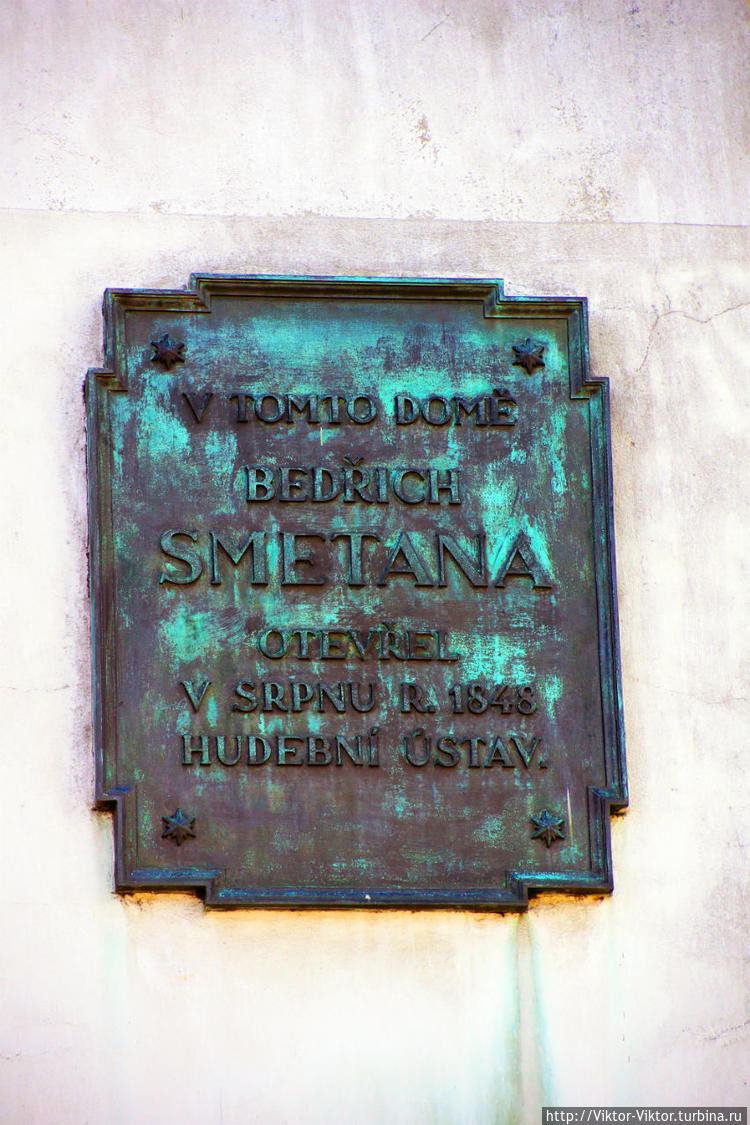 V TOMTO DOMĚ
BEDŘICH
SMETANA
OTEVŘEL
V SRPNU R. 1848
HUDEBNÍ ÚSTAV.
http://Viktor-Viktor.turbina.ru